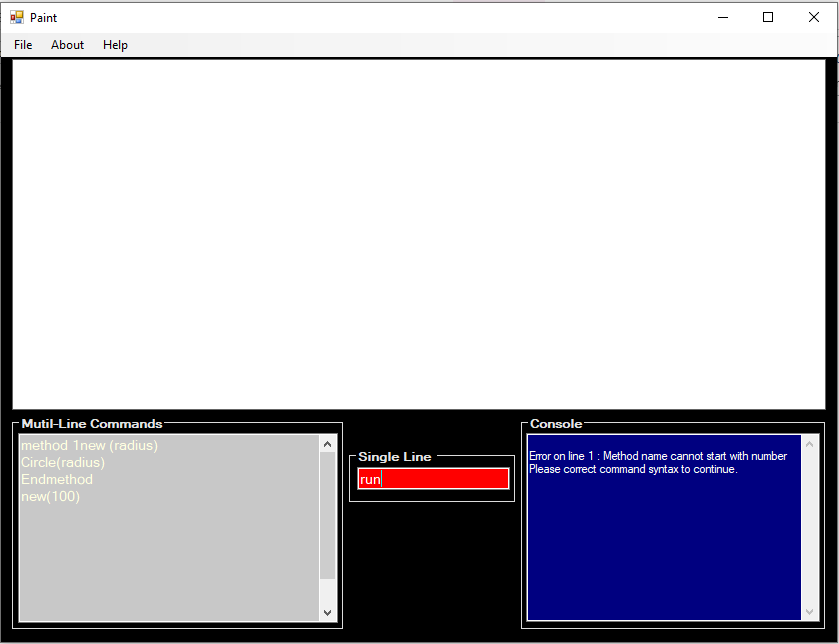 Paint
File About Help
Mutil-Line Commands
method 1new (radius)
Circle(radius)
Endmethod
new(100)
Single Line
run
Console
Error on line 1 : Method name cannot start with number
Please correct command syntax to continue.